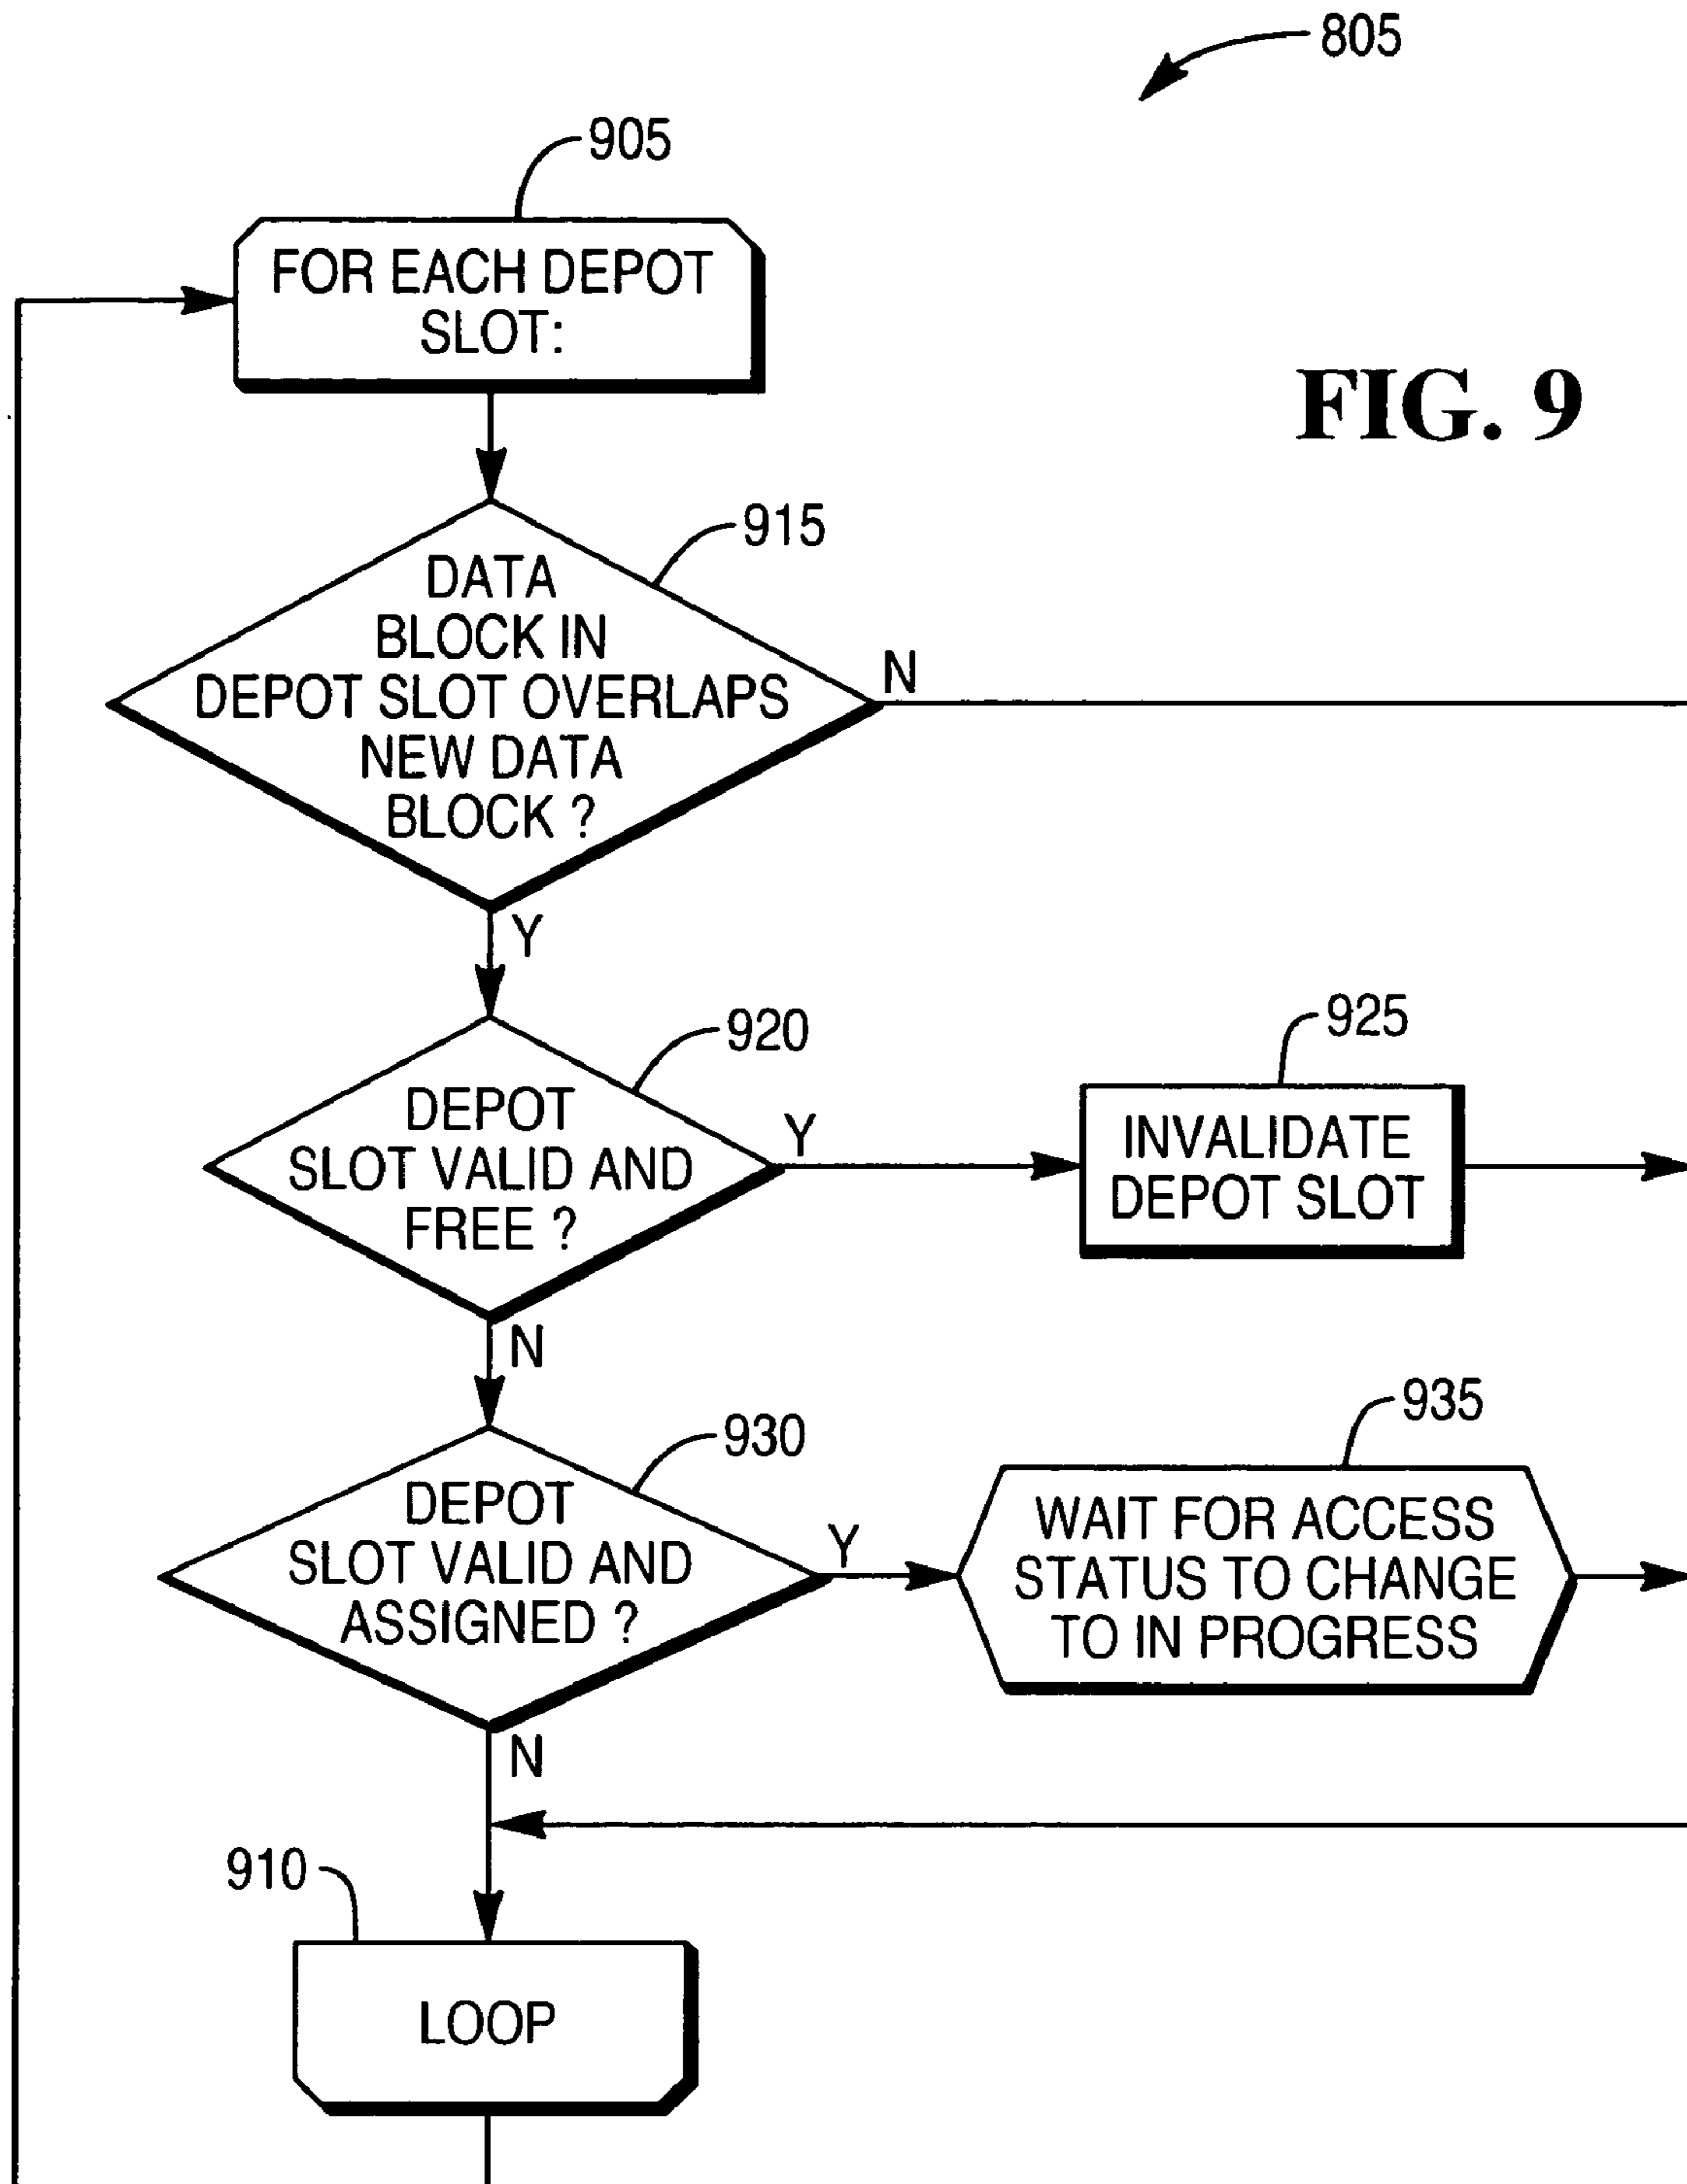 805
905
FOR EACH DEPOT
SLOT:
FIG. 9
915
DATA
BLOCK IN
DEPOT SLOT OVERLAPS
NEW DATA
BLOCK ?
N
Y
920
DEPOT
SLOT VALID AND
FREE ?
Y
925
INVALIDATE
DEPOT SLOT
N
930
DEPOT
SLOT VALID AND
ASSIGNED ?
Y
935
WAIT FOR ACCESS
STATUS TO CHANGE
TO IN PROGRESS
N
910
LOOP